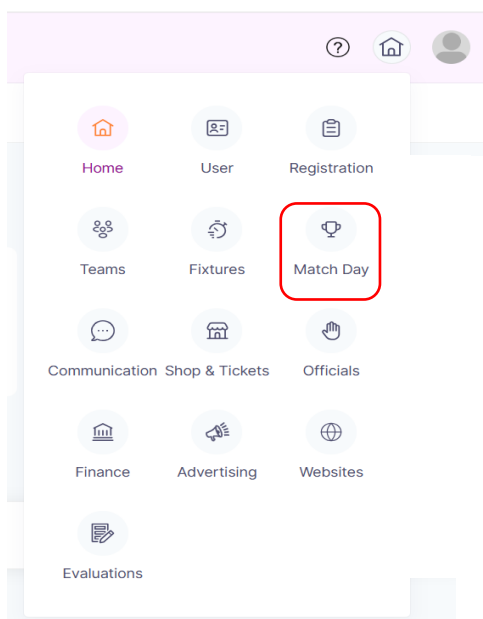 ?
Home User Registration
Teams Fixtures Match Day
Communication Shop & Tickets Officials
Finance Advertising Websites
Evaluations